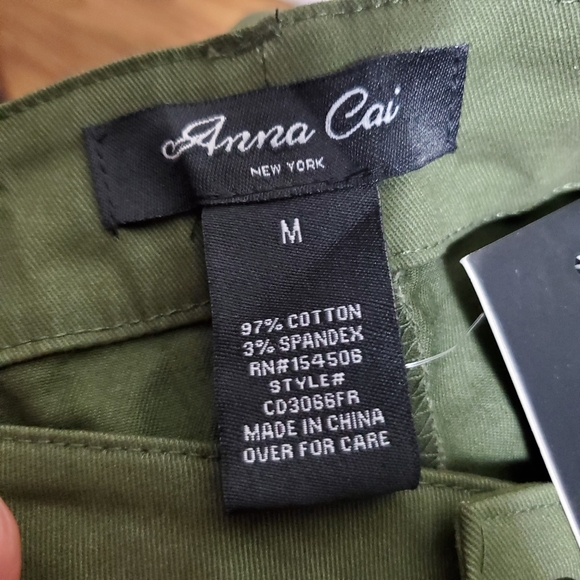 Anna Cai
NEW YORK
M
97% COTTON
3% SPANDEX
RN#154506
STYLE#
CD3066FR
MADE IN CHINA
OVER FOR CARE